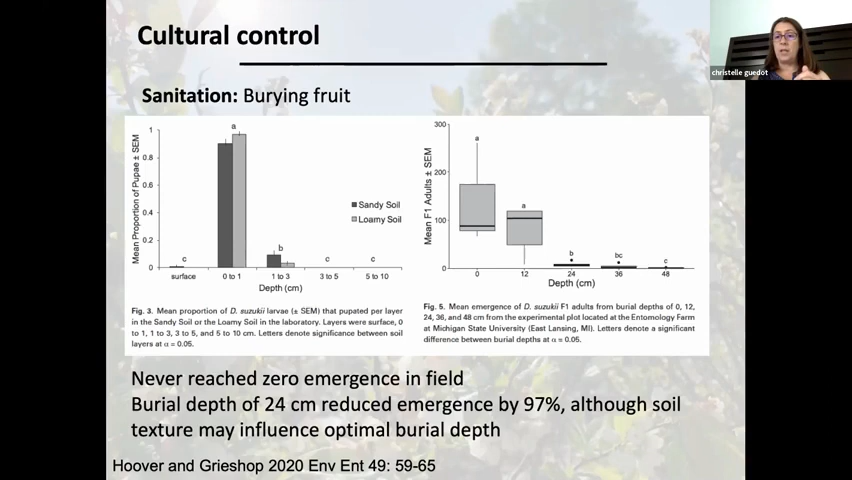 Cultural control
christelle guedot
Sanitation: Burying fruit
1
0.8
0.6
0.4
0.2
0
Mean Proportion of Pupae ± SEM
a
b
c
c
c
Sandy Soil
Loamy Soil
surface
0 to 1
1 to 3
3 to 5
5 to 10
Depth (cm)
Fig. 3. Mean proportion of D. suzukii larvae (± SEM) that pupated per layer
in the Sandy Soil or the Loamy Soil in the laboratory. Layers were surface, 0
to 1, 1 to 3, 3 to 5, and 5 to 10 cm. Letters denote significance between soil
layers at α = 0.05.
300
200
100
0
Mean F1 Adults ± SEM
a
a
b
bc
c
0
12
24
36
48
Depth (cm)
Fig. 5. Mean emergence of D. suzukii F1 adults from burial depths of 0, 12,
24, 36, and 48 cm from the experimental plot located at the Entomology Farm
at Michigan State University (East Lansing, MI). Letters denote a significant
difference between burial depths at α = 0.05.
Never reached zero emergence in field
Burial depth of 24 cm reduced emergence by 97%, although soil
texture may influence optimal burial depth
Hoover and Grieshop 2020 Env Ent 49: 59-65